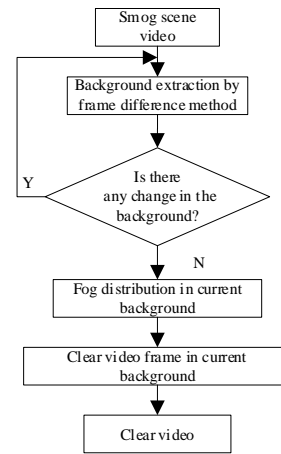 Smog scene
video
Background extraction by
frame difference method
Is there
any change in the
background?
Y
N
Fog distribution in current
background
Clear video frame in current
background
Clear video